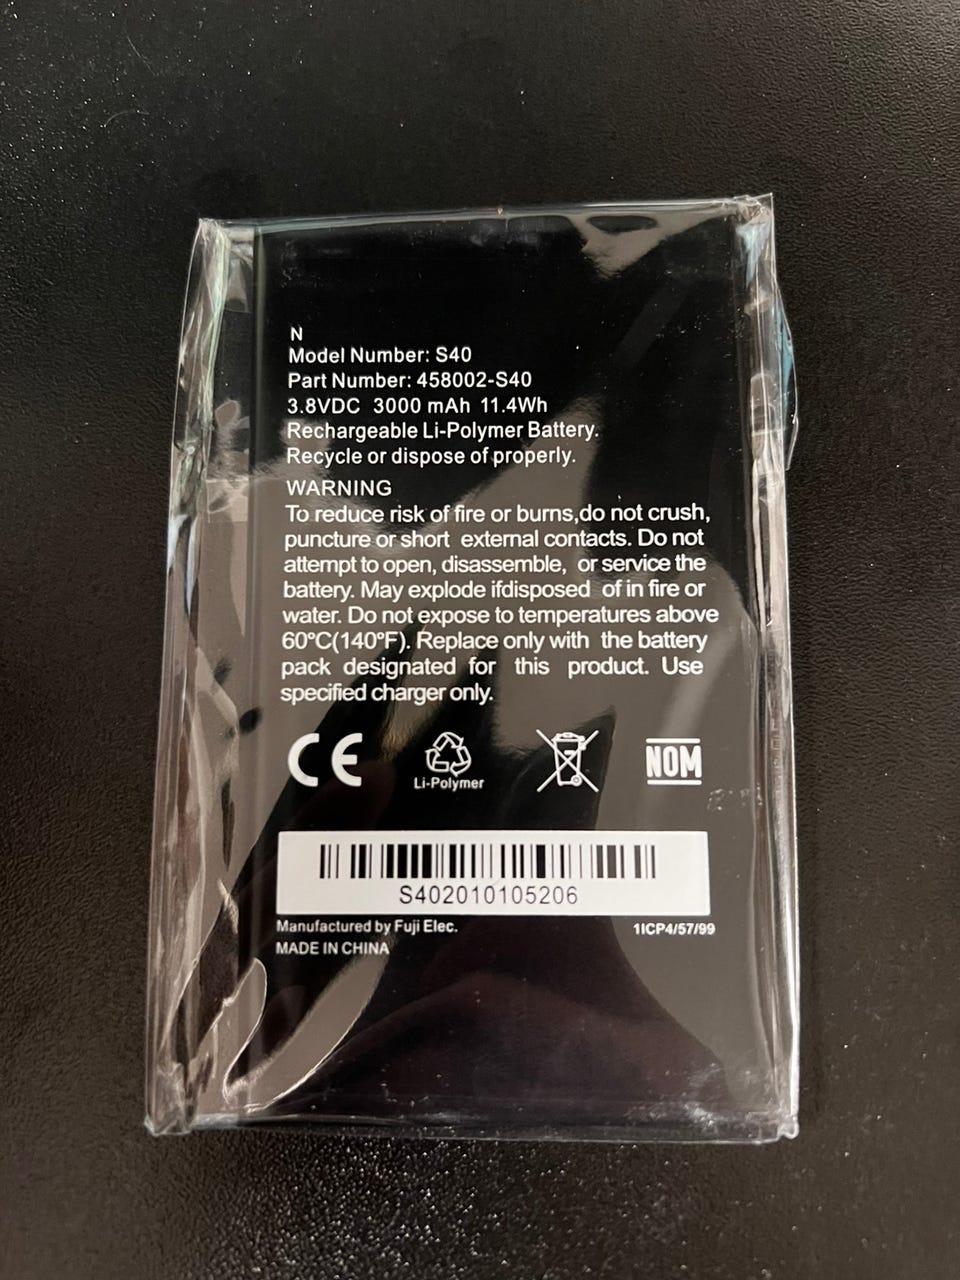 N
Model Number: S40
Part Number: 458002-S40
3.8VDC 3000 mAh 11.4Wh
Rechargeable Li-Polymer Battery.
Recycle or dispose of properly.
WARNING
To reduce risk of fire or burns,do not crush,
puncture or short external contacts. Do not
attempt to open, disassemble, or service the
battery. May explode ifdisposed of in fire or
water. Do not expose to temperatures above
60°C(140°F). Replace only with the battery
pack designated for this product. Use
specified charger only.
CE
Li-Polymer
NOM
S402010105206
Manufactured by Fuji Elec.
1ICP4/57/99
MADE IN CHINA